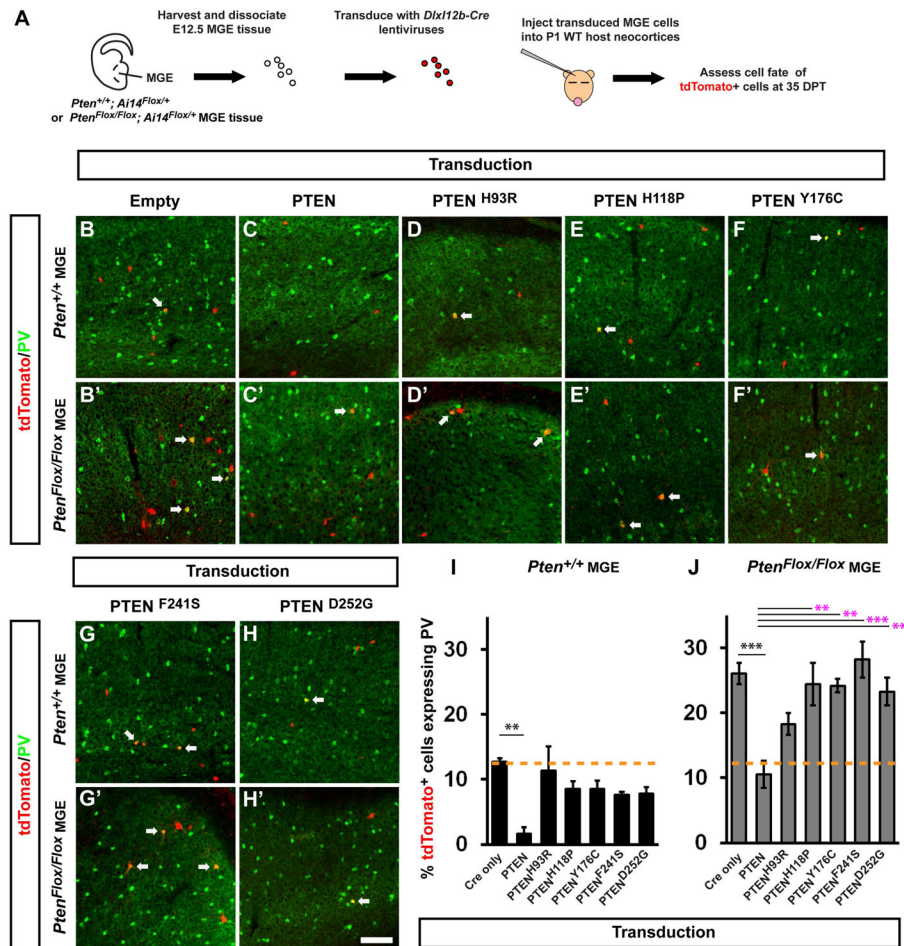 A
Harvest and dissociate
E12.5 MGE tissue
Transduce with DlxI12b-Cre
lentiviruses
Inject transduced MGE cells
into P1 WT host neocortices
MGE
Pten+/+; Ai14Flox/+
or PtenFlox/Flox; Ai14Flox/+ MGE tissue
Assess cell fate of
tdTomato+ cells at 35 DPT
Transduction
Empty
PTEN
PTEN H93R
PTEN H118P
PTEN Y176C
tdTomato/PV
Pten+/+ MGE
B
C
D
E
F
PtenFlox/Flox MGE
B'
C'
D'
E'
F'
Transduction
PTEN F241S
PTEN D252G
tdTomato/PV
Pten+/+ MGE
G
H
PtenFlox/Flox MGE
G'
H'
I
Pten+/+ MGE
% tdTomato+ cells expressing PV
30
20
10
0
**
Cre only
PTEN
PTENH93R
PTENH118P
PTENY176C
PTENF241S
PTEND252G
J
PtenFlox/Flox MGE
30
20
10
0
***
**
**
***
**
Cre only
PTEN
PTENH93R
PTENH118P
PTENY176C
PTENF241S
PTEND252G
Transduction